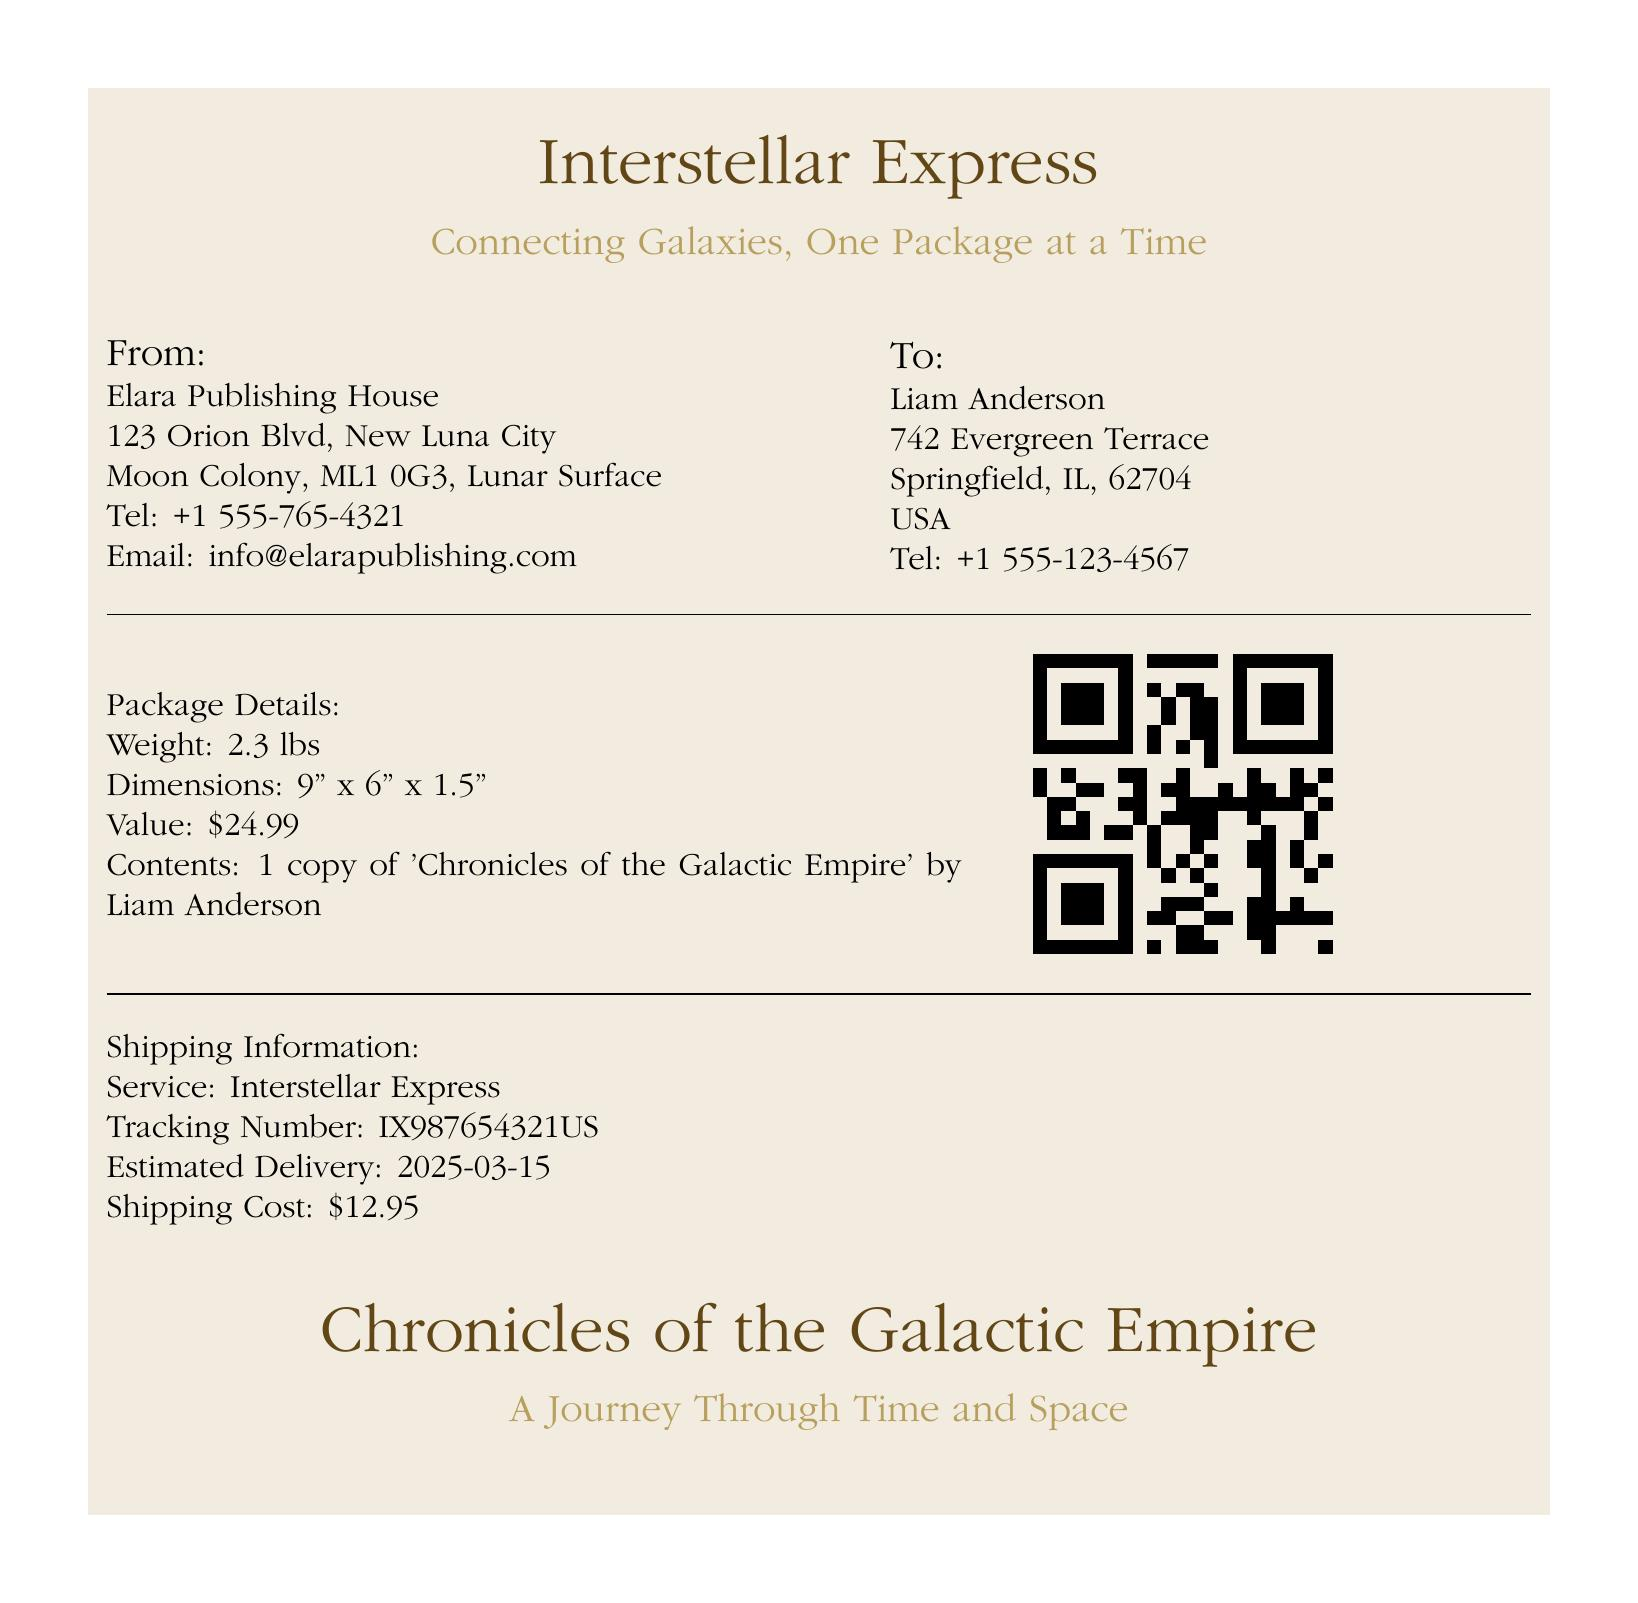 Interstellar Express
Connecting Galaxies, One Package at a Time
From:
Elara Publishing House
123 Orion Blvd, New Luna City
Moon Colony, ML1 0G3, Lunar Surface
Tel: +1 555-765-4321
Email: info@elarapublishing.com
To:
Liam Anderson
742 Evergreen Terrace
Springfield, IL, 62704
USA
Tel: +1 555-123-4567
Package Details:
Weight: 2.3 lbs
Dimensions: 9” x 6” x 1.5”
Value: $24.99
Contents: 1 copy of ’Chronicles of the Galactic Empire’ by
Liam Anderson
Shipping Information:
Service: Interstellar Express
Tracking Number: IX987654321US
Estimated Delivery: 2025-03-15
Shipping Cost: $12.95
Chronicles of the Galactic Empire
A Journey Through Time and Space